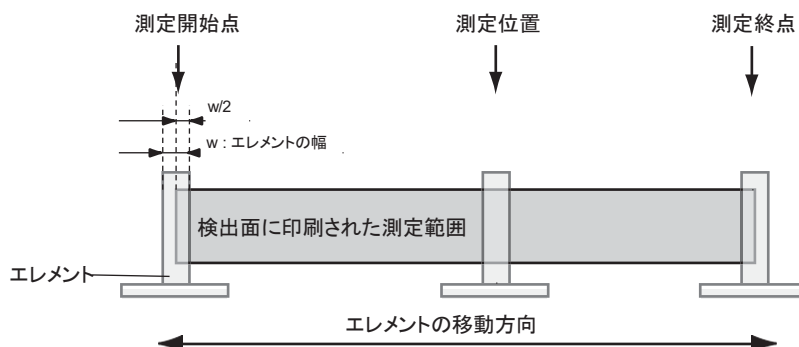 測定開始点
測定位置
測定終点
w/2
w : エレメントの幅
検出面に印刷された測定範囲
エレメント
エレメントの移動方向